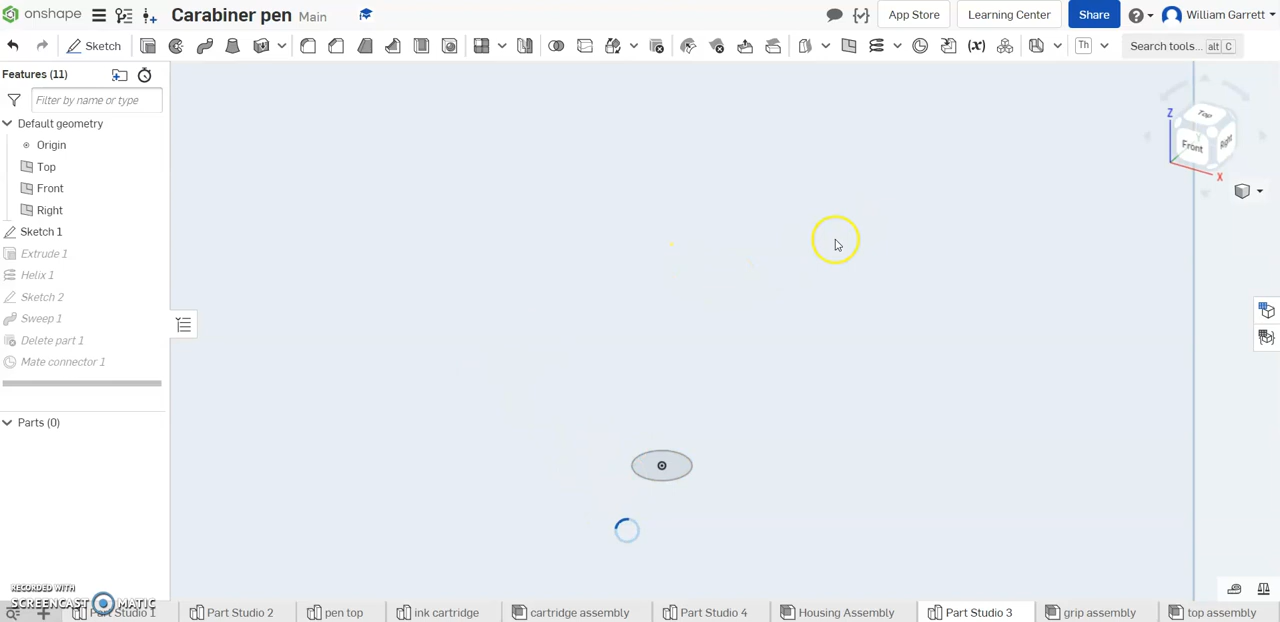 onshape Carabiner pen Main App Store Learning Center Share William Garrett
Sketch Th Search tools... alt C
Features (11)
Filter by name or type
Default geometry
Origin
Top
Front
Right
Sketch 1
Extrude 1
Helix 1
Sketch 2
Sweep 1
Delete part 1
Mate connector 1
Parts (0)
Z
Top
Front
Right
X
RECORDED WITH
SCREENCAST MATIC
Part Studio 1 Part Studio 2 pen top ink cartridge cartridge assembly Part Studio 4 Housing Assembly Part Studio 3 grip assembly top assembly